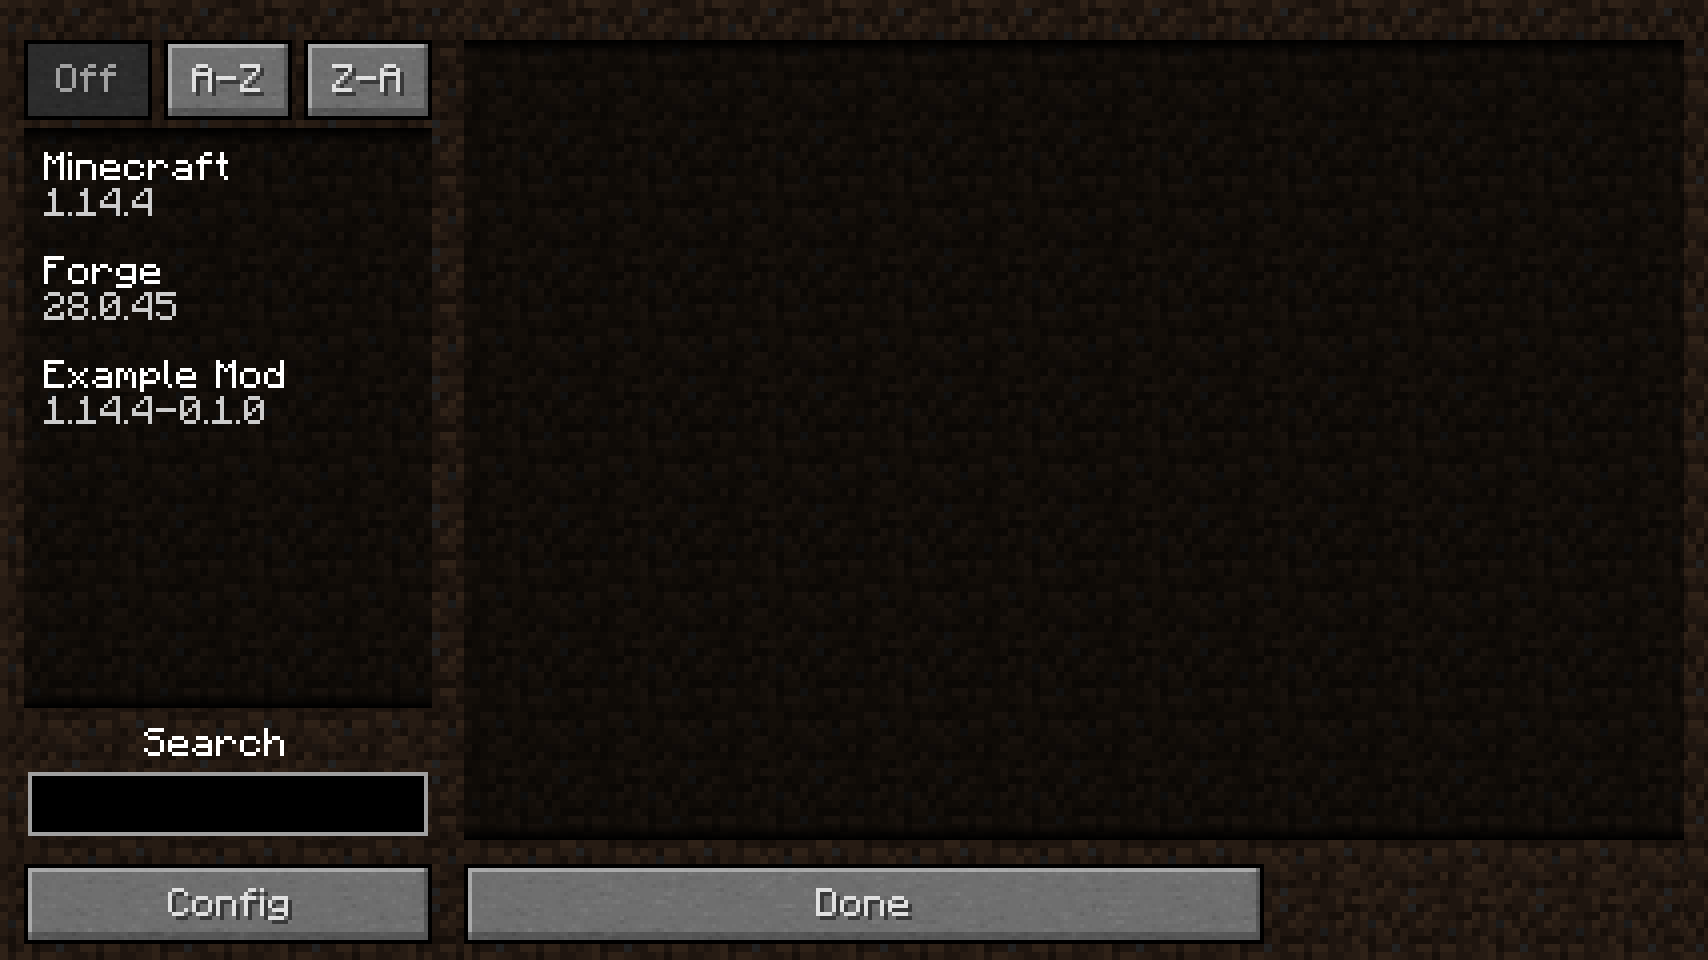 Off A-Z Z-A
Minecraft
1.14.4
Forge
28.0.45
Example Mod
1.14.4-0.1.0
Search
Config Done